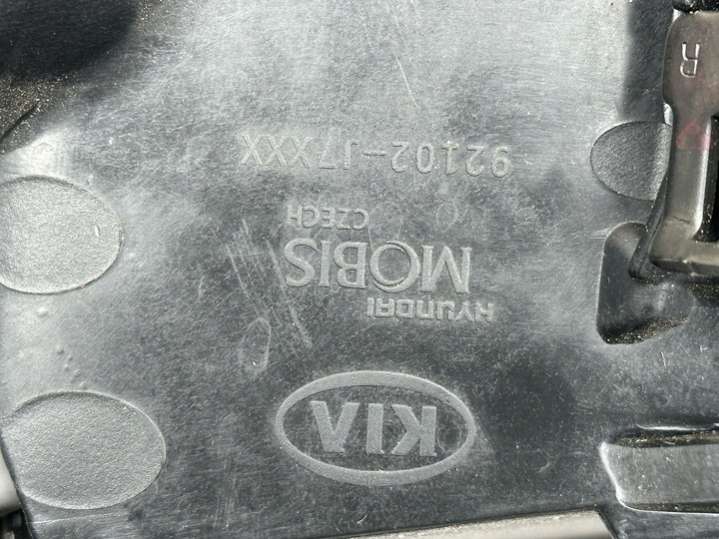 KIA
HYUNDAI
MOBIS
CZECH
92102-J7XXX
R